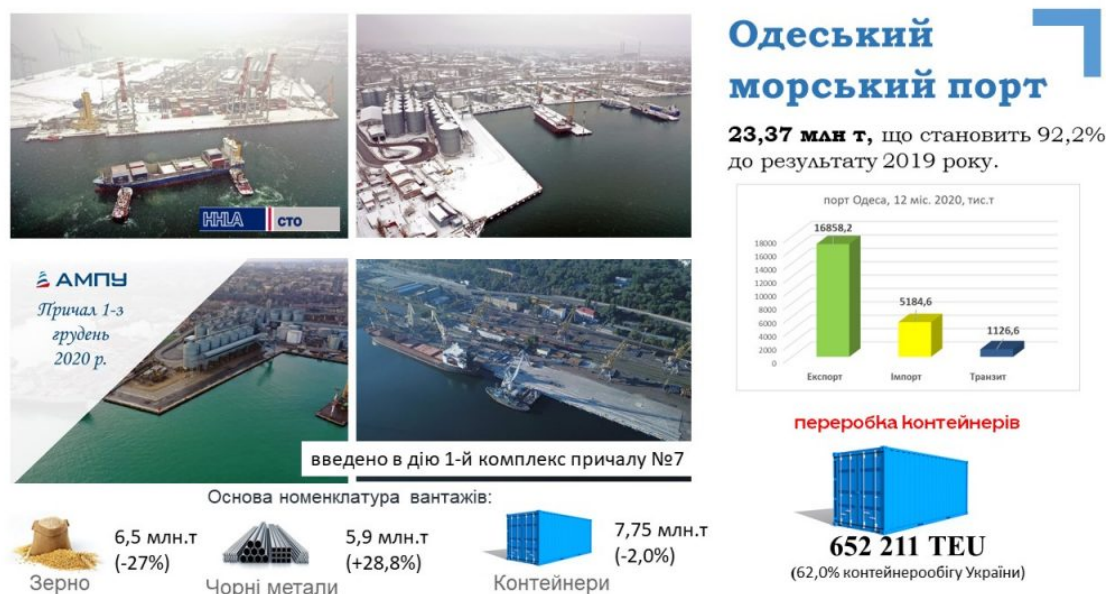 HHLA СТО
АМПУ
Причал 1-з
грудень
2020 р.
введено в дію 1-й комплекс причалу №7
Основа номенклатура вантажів:
6,5 млн.т
(-27%)
Зерно
5,9 млн.т
(+28,8%)
Чорні метали
7,75 млн.т
(-2,0%)
Контейнери
Одеський
морський порт
23,37 млн т, що становить 92,2%
до результату 2019 року.
порт Одеса, 12 міс. 2020, тис.т
18000
16000
14000
12000
10000
8000
6000
4000
2000
0
16858,2
5184,6
1126,6
Експорт
Імпорт
Транзит
переробка контейнерів
652 211 TEU
(62,0% контейнерообігу України)